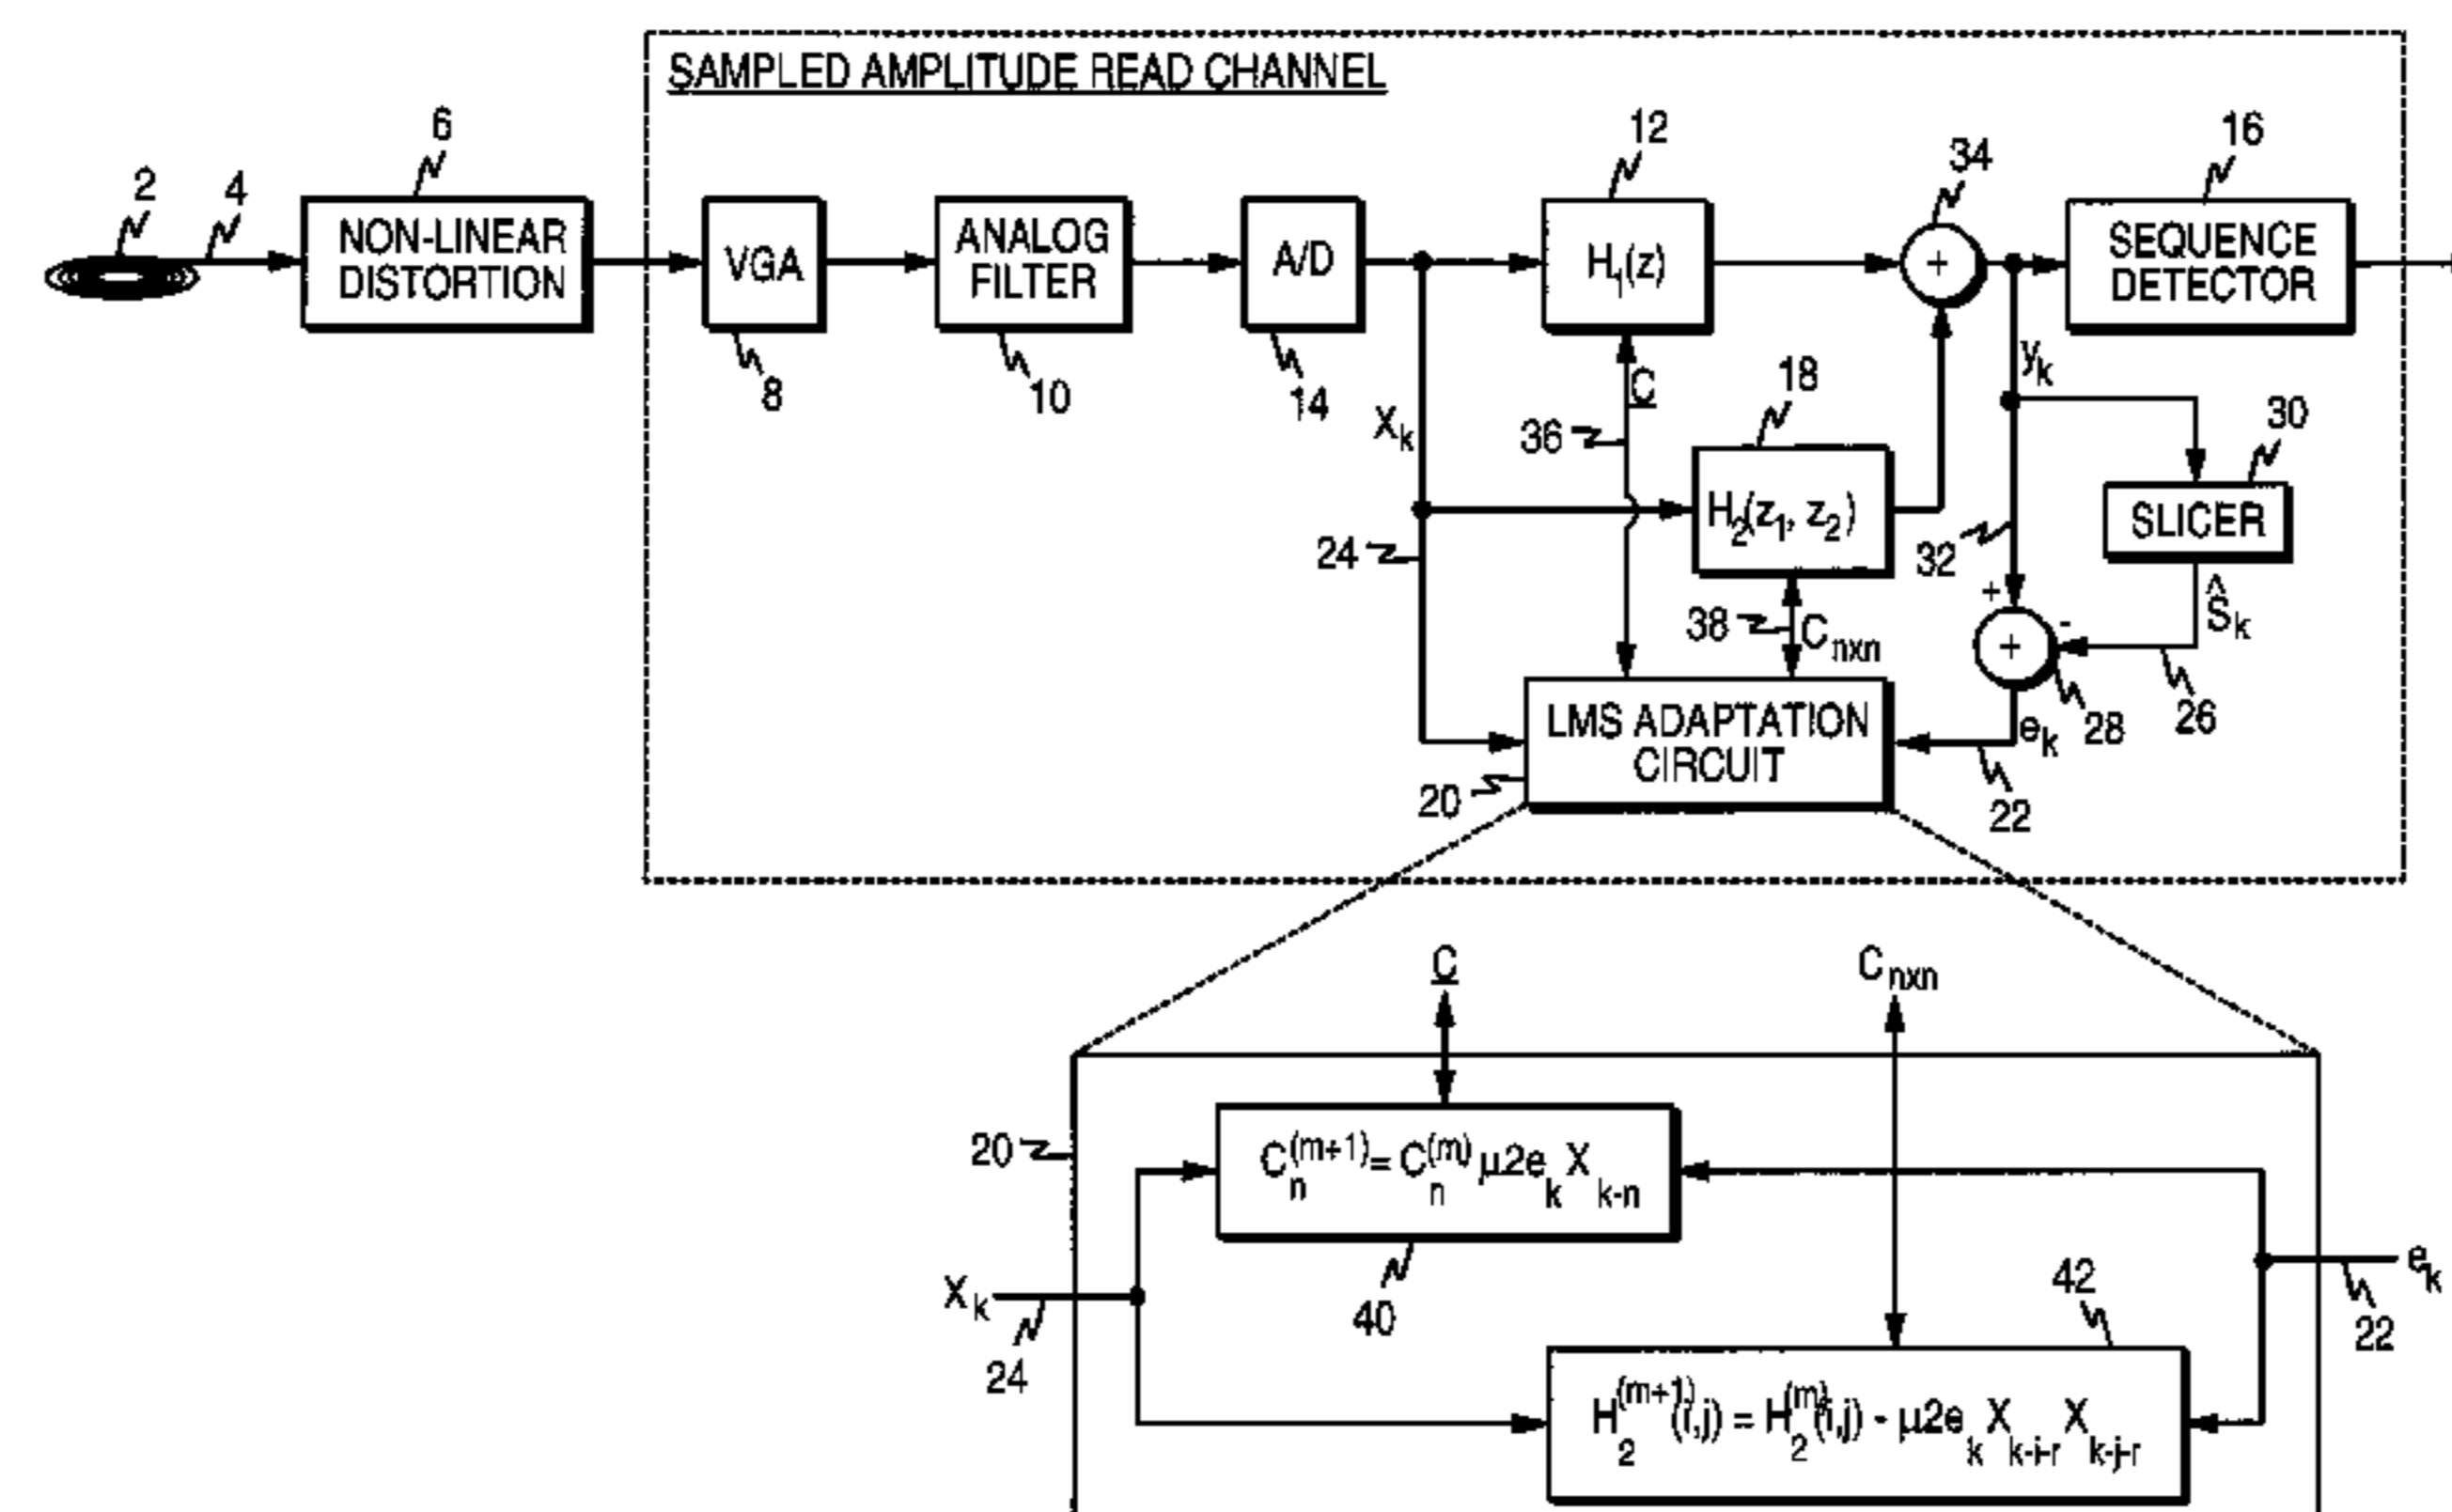 SAMPLED AMPLITUDE READ CHANNEL
2
4
6
NON-LINEAR
DISTORTION
VGA
8
ANALOG
FILTER
10
A/D
14
12
H₁(z)
34
+
16
SEQUENCE
DETECTOR
yₖ
Xₖ
C
36
18
H₂(z₁, z₂)
24
38
Cₙₓₙ
32
30
SLICER
Ŝₖ
+
-
+
28
26
eₖ
22
LMS ADAPTATION
CIRCUIT
20
C
Cₙₓₙ
20
Cₙ^(m+1) = Cₙ^(m) μ2eₖXₖ₋ₙ
40
Xₖ
24
eₖ
22
42
H₂^(m+1)(i,j) = H₂^(m)(i,j) - μ2eₖX_k-i-r X_k-j-r